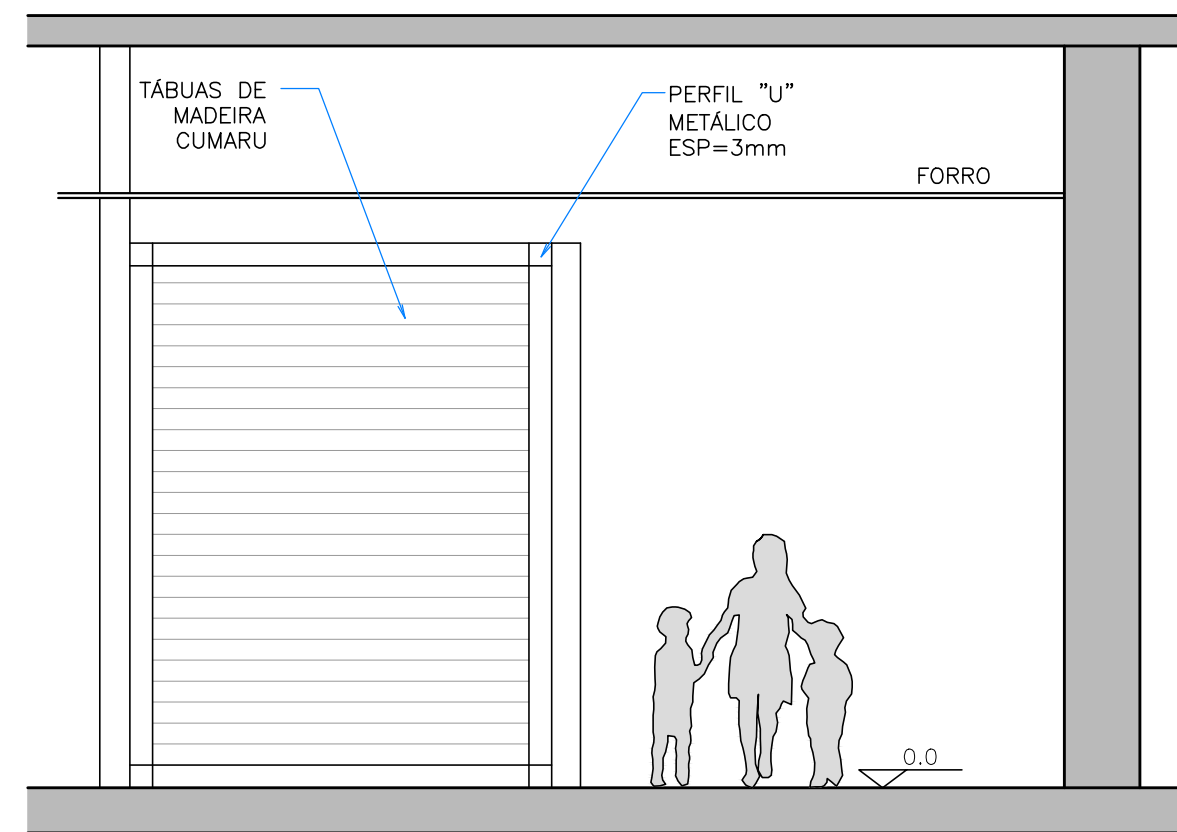 TÁBUAS DE
MADEIRA
CUMARU
PERFIL "U"
METÁLICO
ESP=3mm
FORRO
0.0